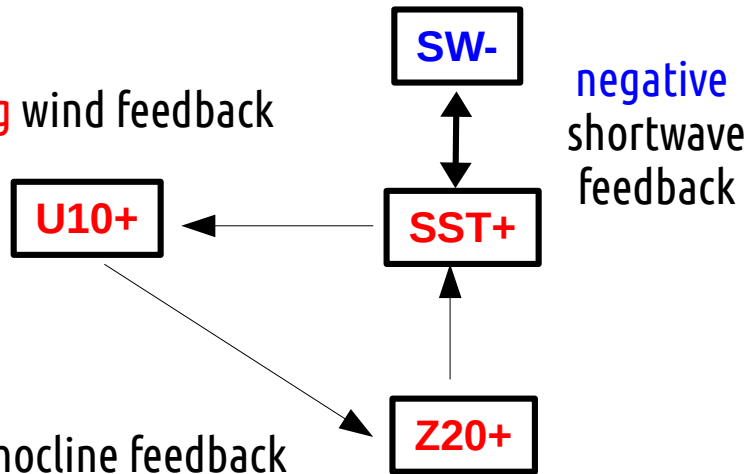 SW-
negative
shortwave
feedback
g wind feedback
U10+
SST+
Z20+
nocline feedback